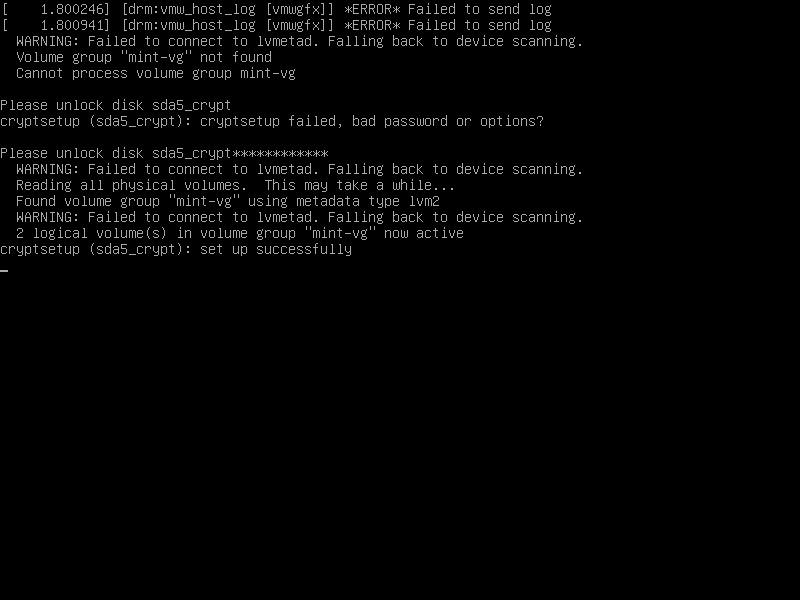 [    1.800246] [drm:vmw_host_log [vmwgfx]] *ERROR* Failed to send log
[    1.800941] [drm:vmw_host_log [vmwgfx]] *ERROR* Failed to send log
  WARNING: Failed to connect to lvmetad. Falling back to device scanning.
  Volume group "mint-vg" not found
  Cannot process volume group mint-vg
Please unlock disk sda5_crypt
cryptsetup (sda5_crypt): cryptsetup failed, bad password or options?
Please unlock disk sda5_crypt************
  WARNING: Failed to connect to lvmetad. Falling back to device scanning.
  Reading all physical volumes.  This may take a while...
  Found volume group "mint-vg" using metadata type lvm2
  WARNING: Failed to connect to lvmetad. Falling back to device scanning.
  2 logical volume(s) in volume group "mint-vg" now active
cryptsetup (sda5_crypt): set up successfully